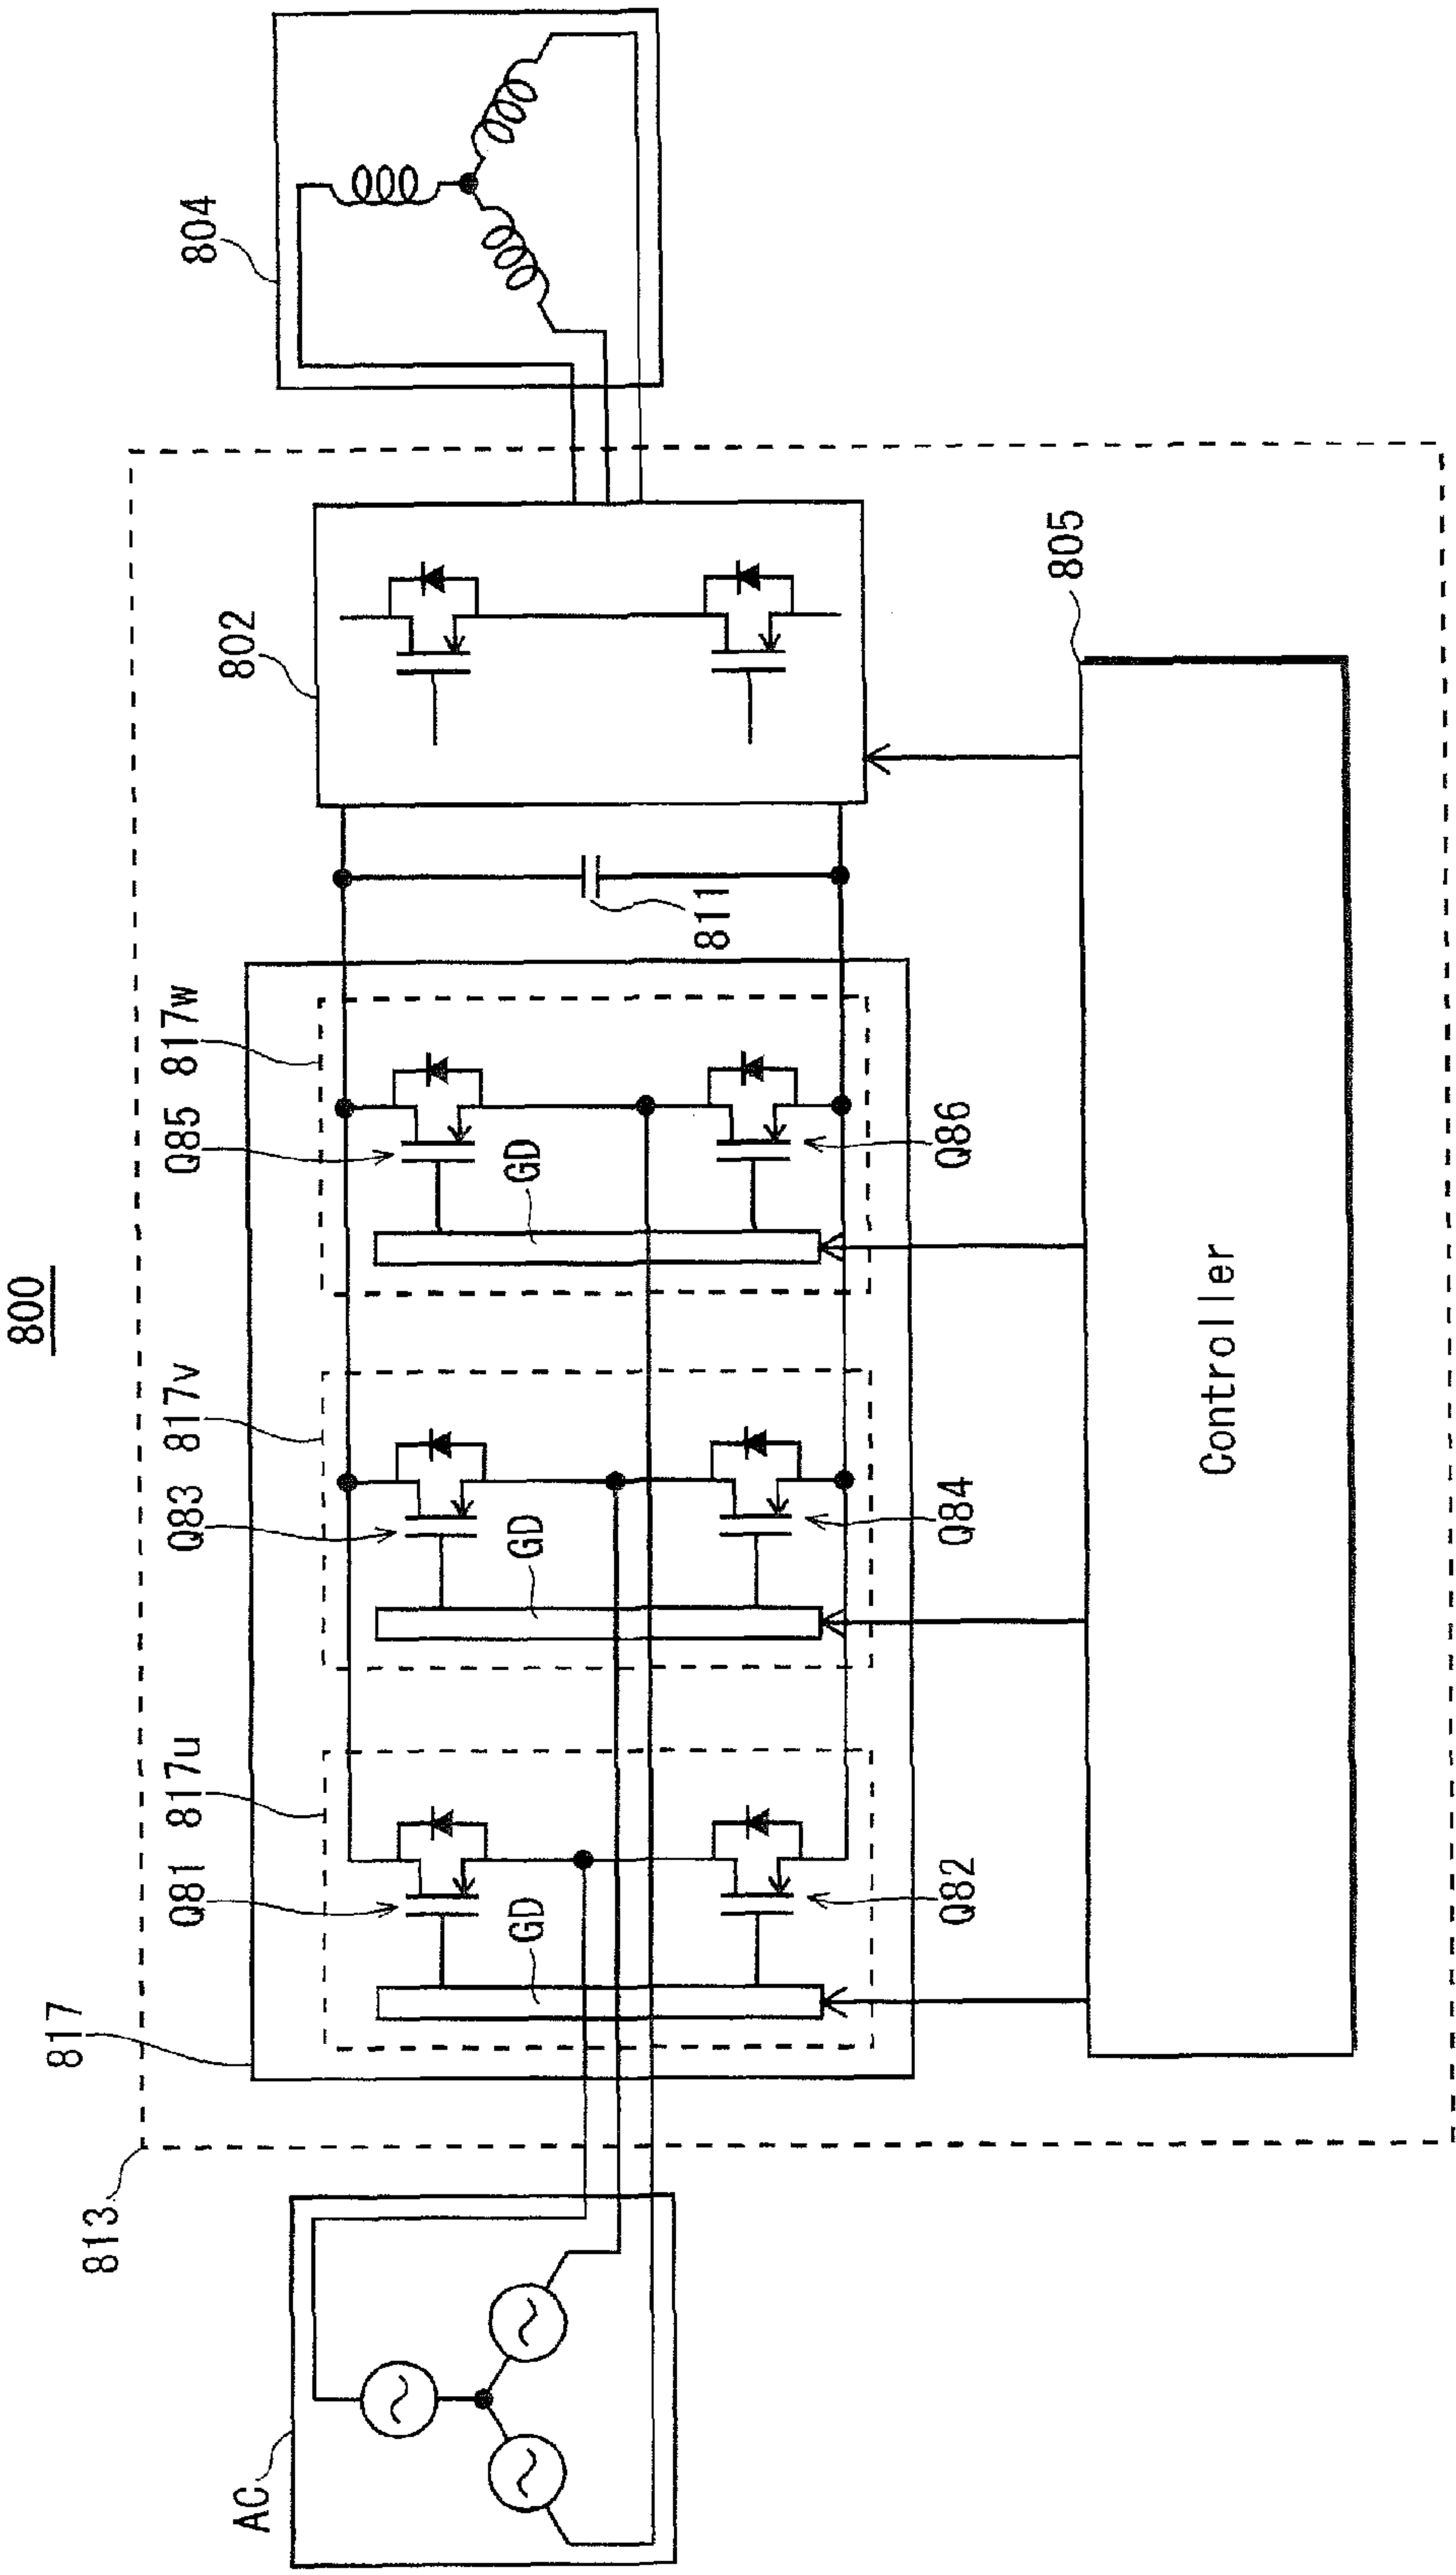 800
813
817
817u
817v
817w
802
804
AC
Q81
Q83
Q85
GD
GD
GD
811
Q82
Q84
Q86
805
Controller